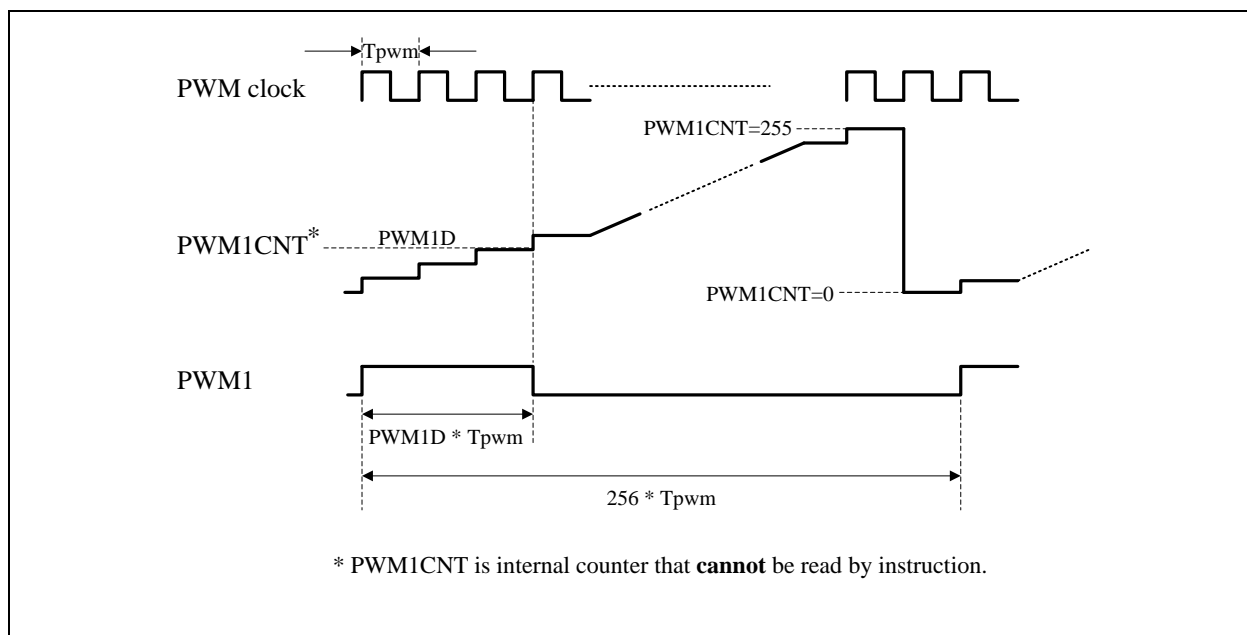 Tpwm
PWM clock
PWM1CNT=255
PWM1CNT*
PWM1D
PWM1CNT=0
PWM1
PWM1D * Tpwm
256 * Tpwm
* PWM1CNT is internal counter that cannot be read by instruction.